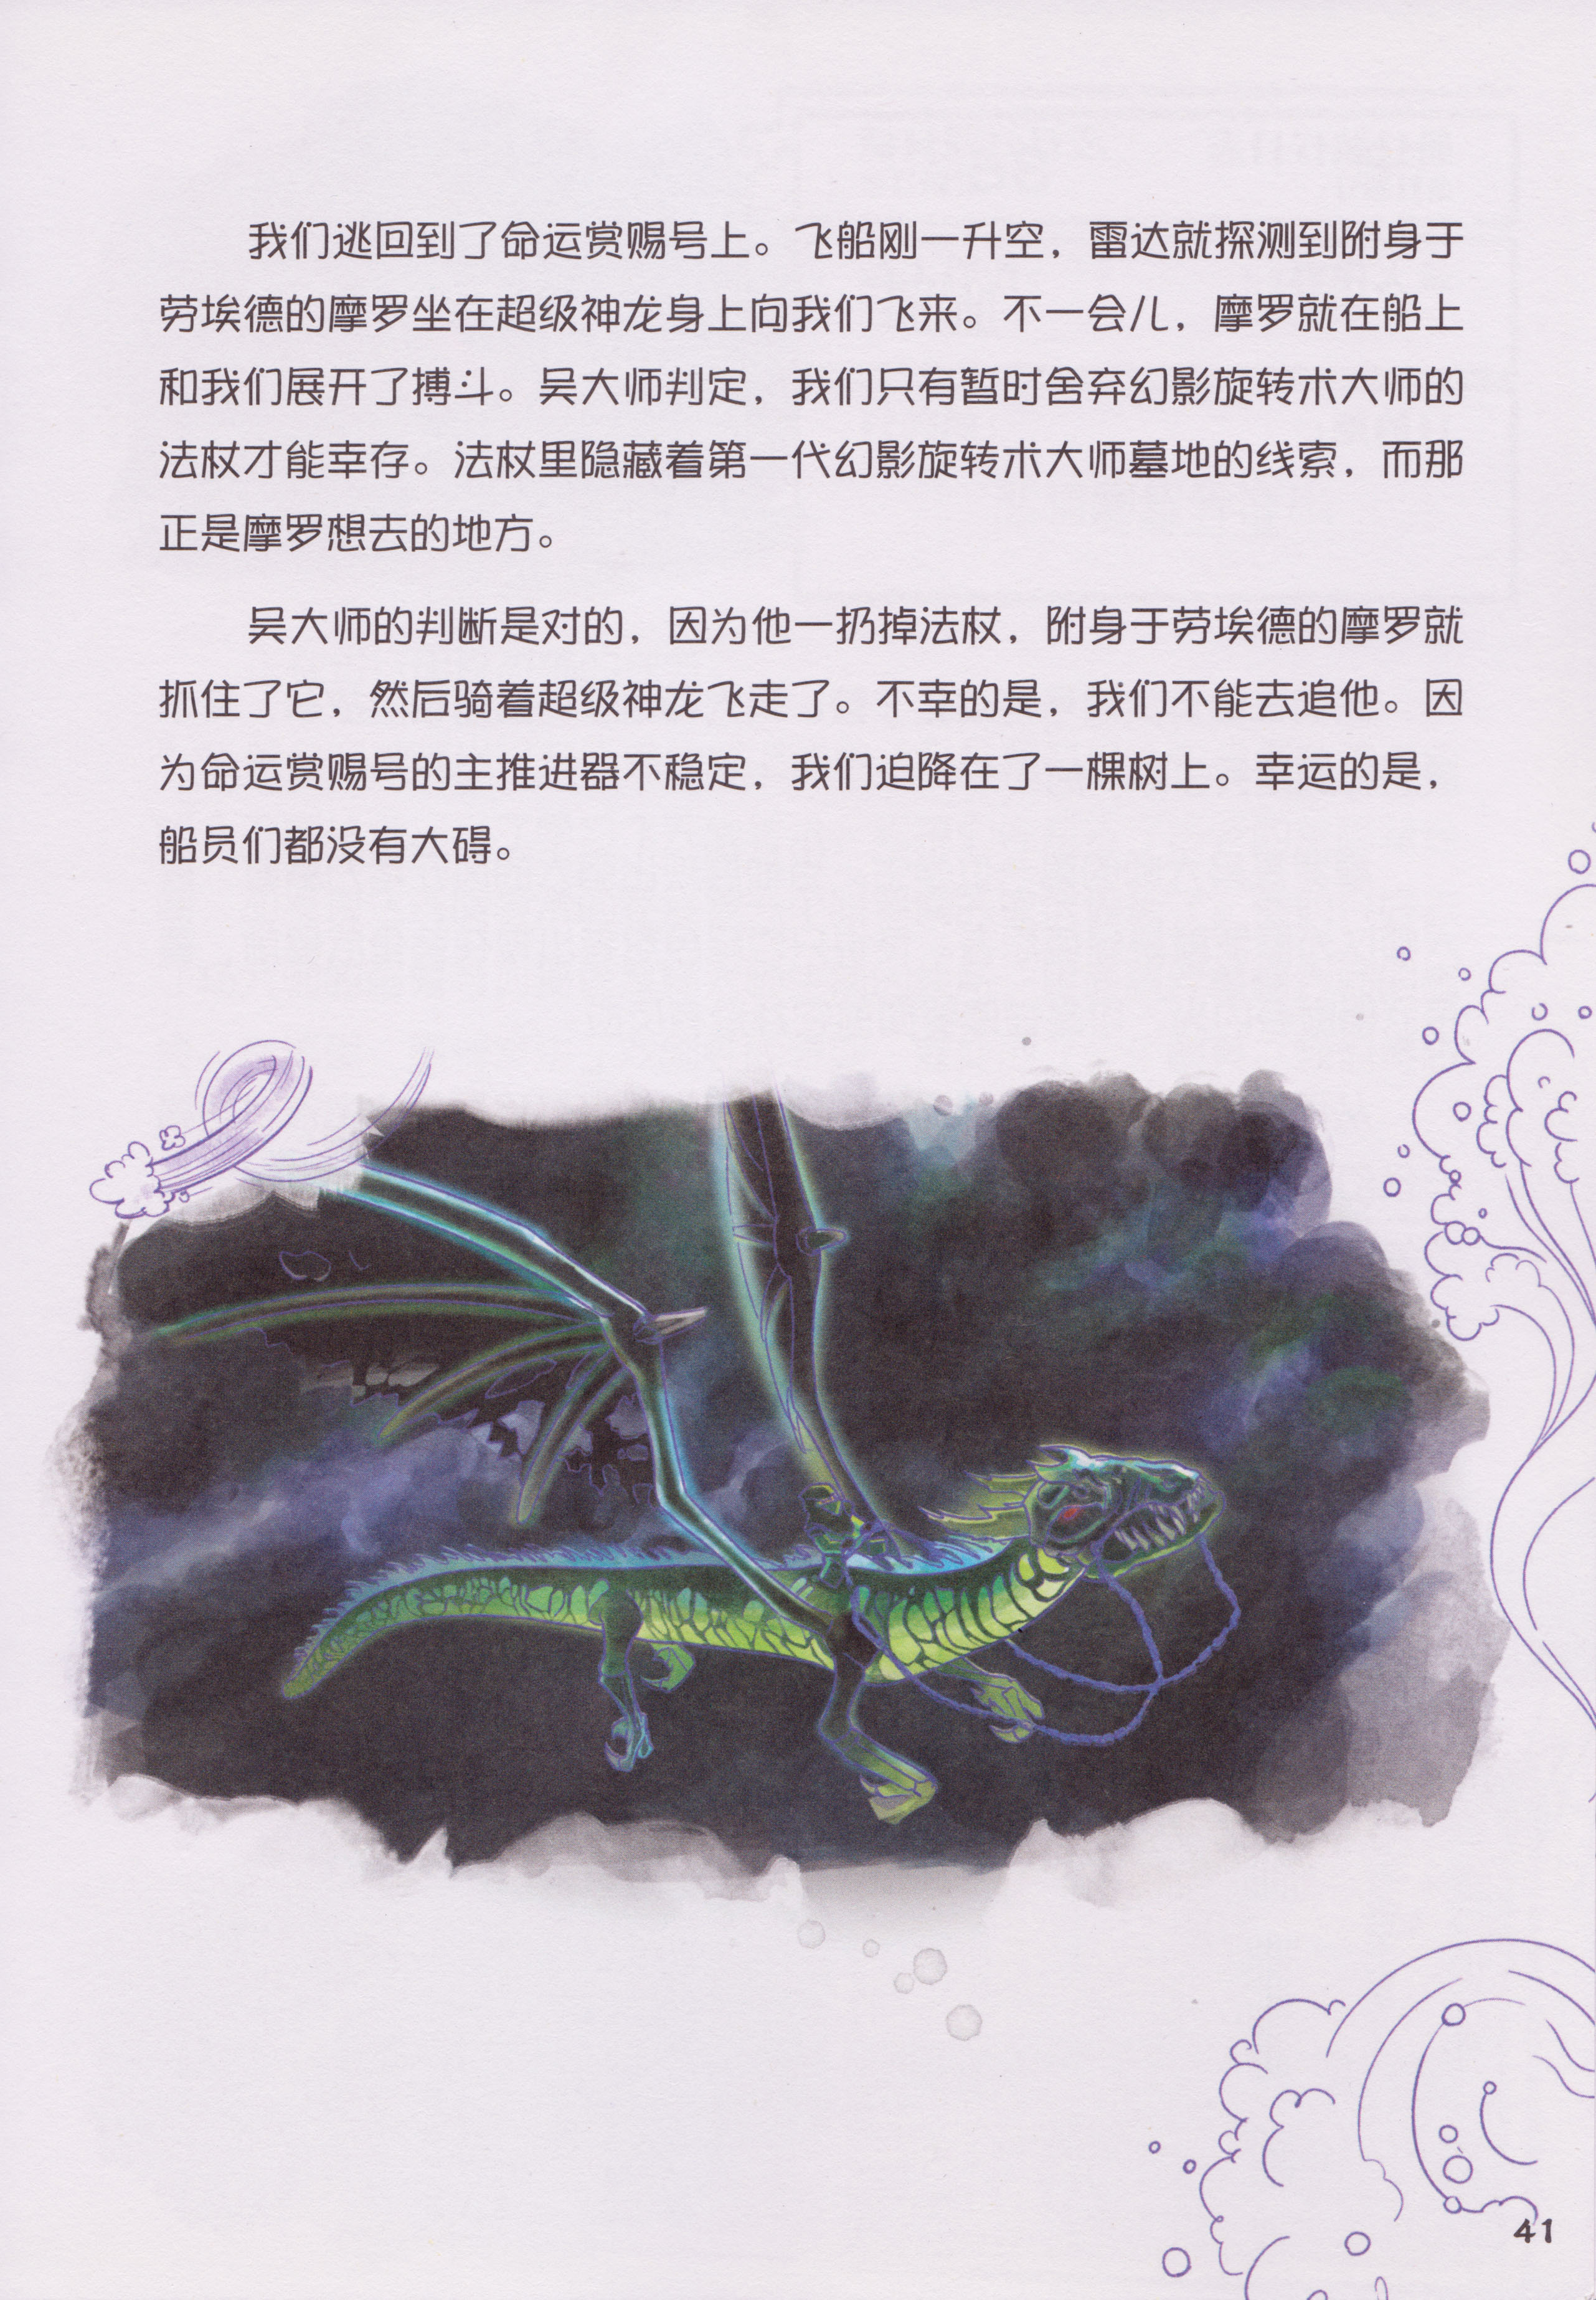 我们逃回到了命运赏赐号上。飞船刚一升空，雷达就探测到附身于
劳埃德的摩罗坐在超级神龙身上向我们飞来。不一会儿，摩罗就在船上
和我们展开了搏斗。吴大师判定，我们只有暂时舍弃幻影旋转术大师的
法杖才能幸存。法杖里隐藏着第一代幻影旋转术大师墓地的线索，而那
正是摩罗想去的地方。
吴大师的判断是对的，因为他一扔掉法杖，附身于劳埃德的摩罗就
抓住了它，然后骑着超级神龙飞走了。不幸的是，我们不能去追他。因
为命运赏赐号的主推进器不稳定，我们迫降在了一棵树上。幸运的是，
船员们都没有大碍。
41